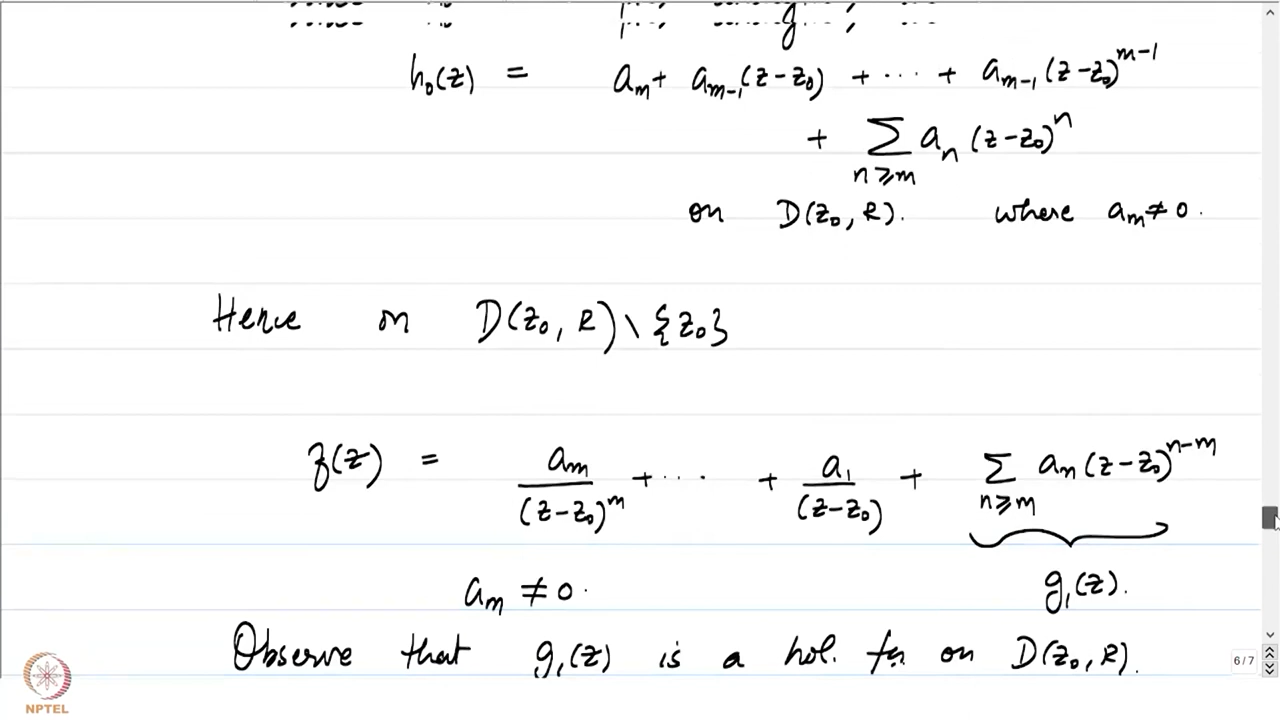 h₀(z) = a_m + a_{m-1}(z-z₀) + ⋯ + a_{m-1}(z-z₀)^{m-1}
+ ∑_{n⩾m} a_n (z-z₀)^n
on D(z₀, R). where a_m ≠ 0.
Hence on D(z₀, R) \ {z₀}
f(z) = a_m/(z-z₀)^m + ⋯ + a₁/(z-z₀) + ∑_{n⩾m} a_n (z-z₀)^{n-m}
a_m ≠ 0. g₁(z).
Observe that g₁(z) is a hol. fn on D(z₀, R).
6/7
NPTEL